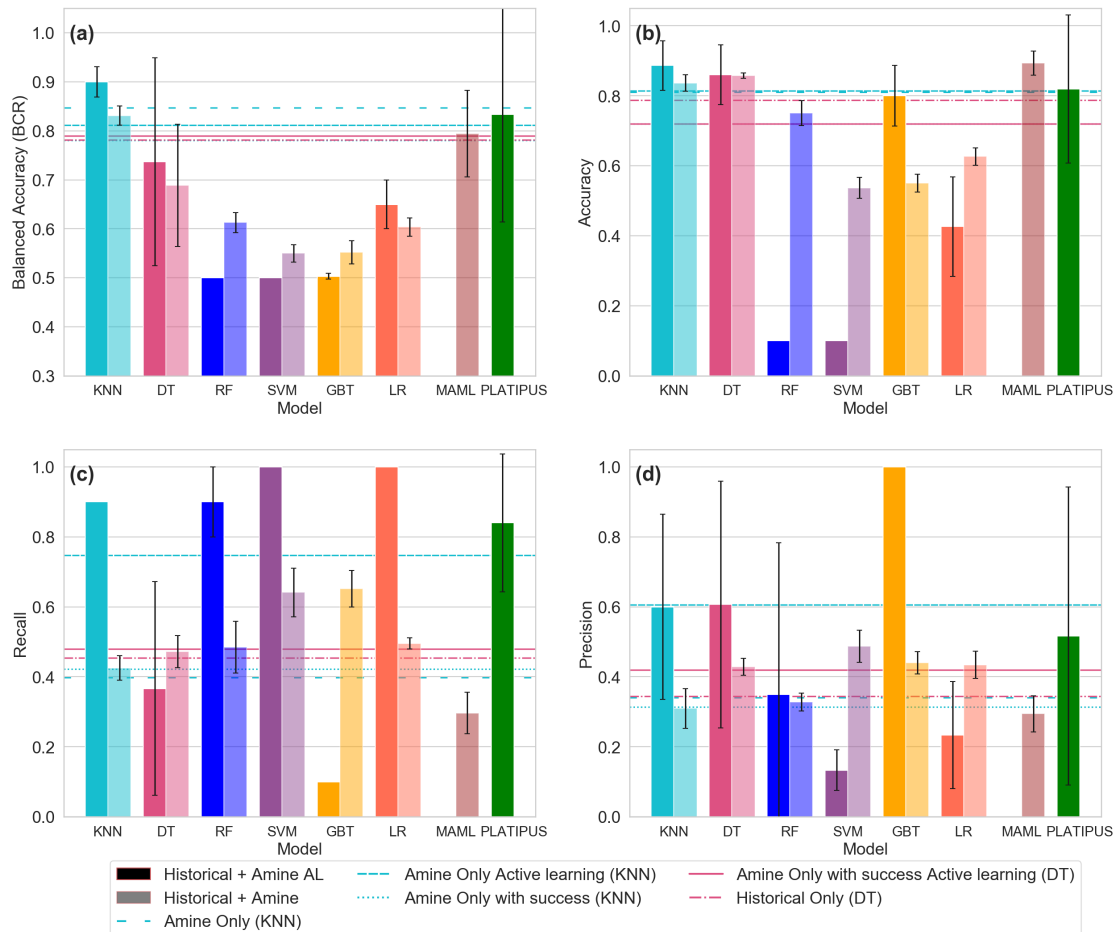 (a)
Balanced Accuracy (BCR)
1.0
0.9
0.8
0.7
0.6
0.5
0.4
0.3
KNN DT RF SVM GBT LR MAML PLATIPUS
Model
(b)
Accuracy
1.0
0.8
0.6
0.4
0.2
0.0
KNN DT RF SVM GBT LR MAML PLATIPUS
Model
(c)
Recall
1.0
0.8
0.6
0.4
0.2
0.0
KNN DT RF SVM GBT LR MAML PLATIPUS
Model
(d)
Precision
1.0
0.8
0.6
0.4
0.2
0.0
KNN DT RF SVM GBT LR MAML PLATIPUS
Model
Historical + Amine AL
Historical + Amine
Amine Only (KNN)
Amine Only Active learning (KNN)
Amine Only with success (KNN)
Amine Only with success Active learning (DT)
Historical Only (DT)